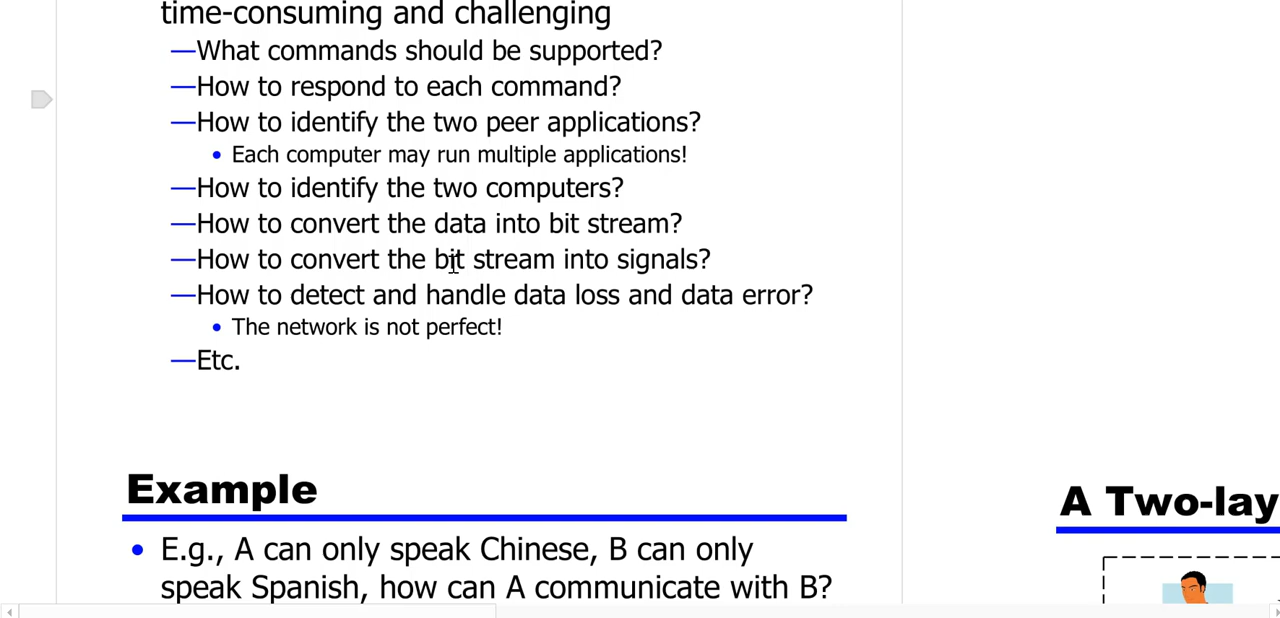 time-consuming and challenging
—What commands should be supported?
—How to respond to each command?
—How to identify the two peer applications?
• Each computer may run multiple applications!
—How to identify the two computers?
—How to convert the data into bit stream?
—How to convert the bit stream into signals?
—How to detect and handle data loss and data error?
• The network is not perfect!
—Etc.
Example
• E.g., A can only speak Chinese, B can only
speak Spanish, how can A communicate with B?
A Two-lay